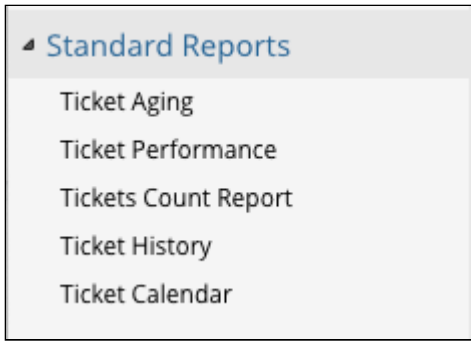 Standard Reports
Ticket Aging
Ticket Performance
Tickets Count Report
Ticket History
Ticket Calendar